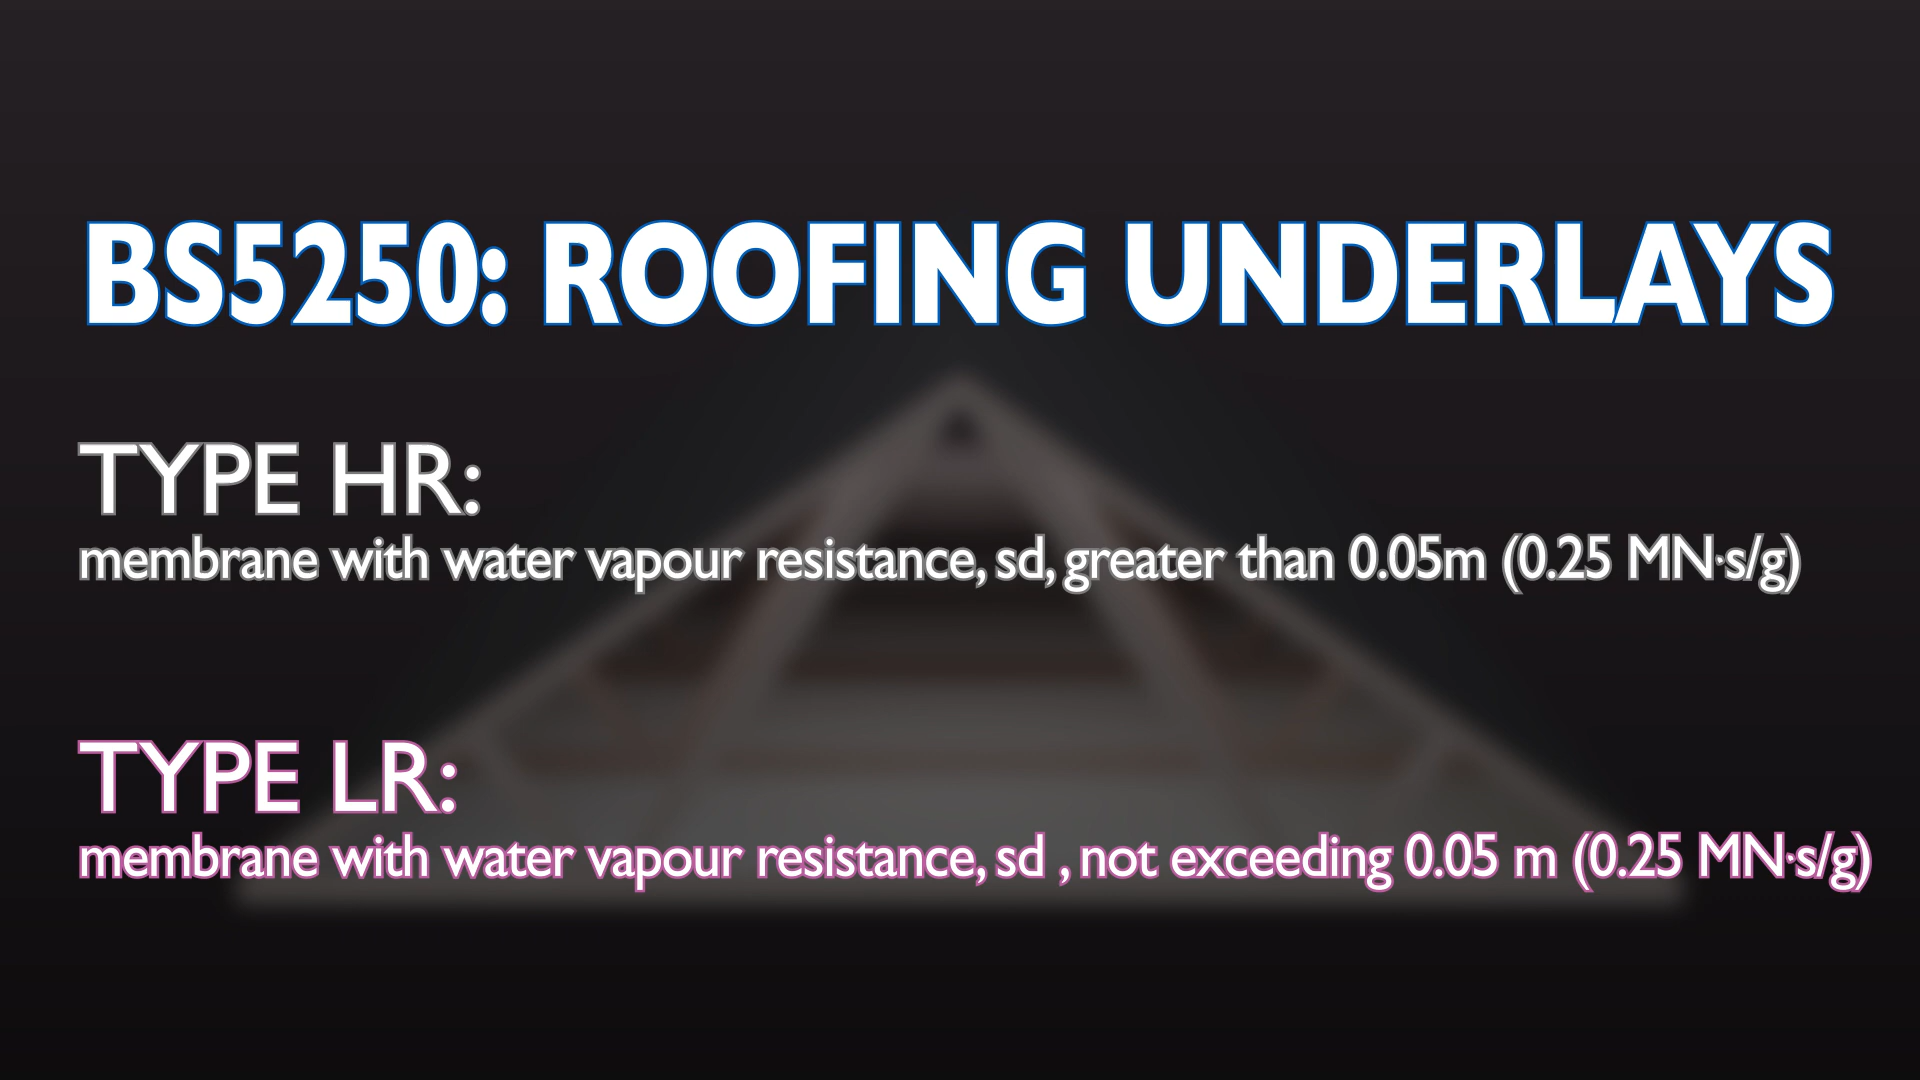 BS5250: ROOFING UNDERLAYS
TYPE HR:
membrane with water vapour resistance, sd, greater than 0.05m (0.25 MN·s/g)
TYPE LR:
membrane with water vapour resistance, sd , not exceeding 0.05 m (0.25 MN·s/g)